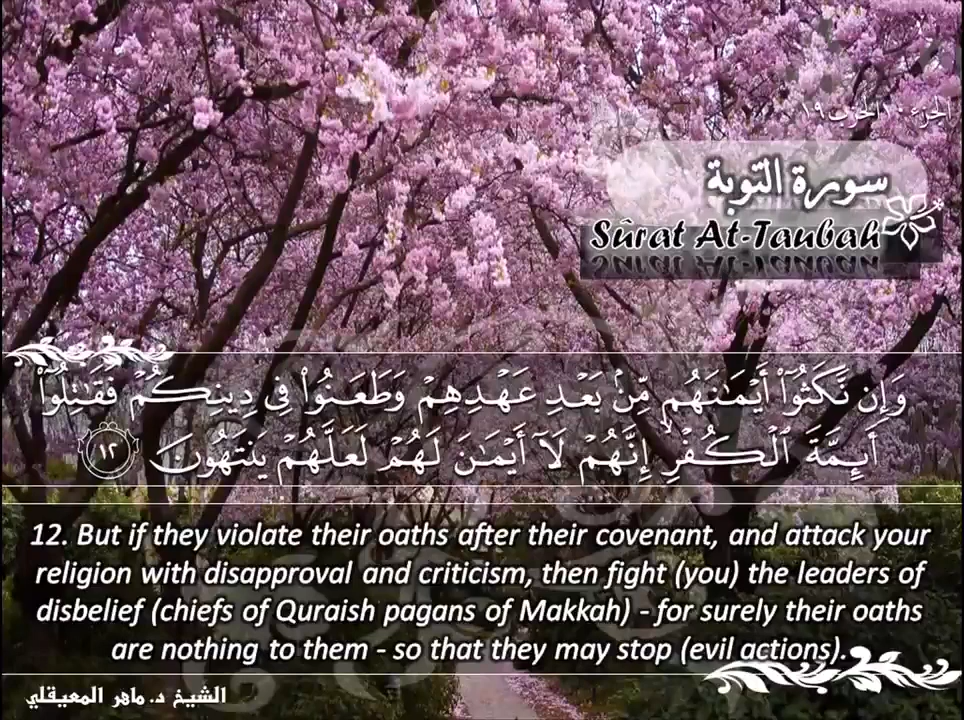 الجزء ١٠ الحزب ١٩
سورة التوبة
Sûrat At-Taubah
وَإِن نَّكَثُوٓا۟ أَيْمَـٰنَهُم مِّنۢ بَعْدِ عَهْدِهِمْ وَطَعَنُوا۟ فِى دِينِكُمْ فَقَـٰتِلُوٓا۟
أَئِمَّةَ ٱلْكُفْرِ ۙ إِنَّهُمْ لَآ أَيْمَـٰنَ لَهُمْ لَعَلَّهُمْ يَنتَهُونَ ١٢
12. But if they violate their oaths after their covenant, and attack your
religion with disapproval and criticism, then fight (you) the leaders of
disbelief (chiefs of Quraish pagans of Makkah) - for surely their oaths
are nothing to them - so that they may stop (evil actions).
الشيخ د. ماهر المعيقلي